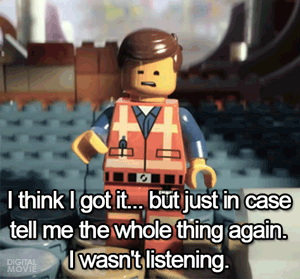 I think I got it... but just in case
tell me the whole thing again.
I wasn't listening.
DIGITAL
MOVIE